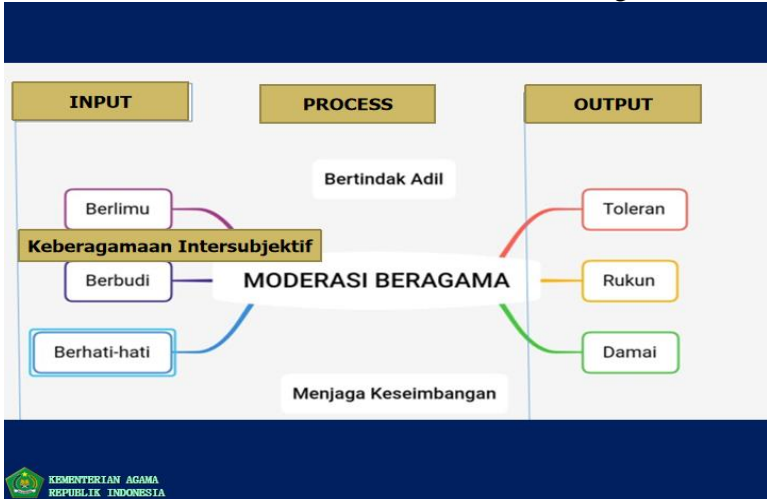 INPUT
PROCESS
OUTPUT
Bertindak Adil
Berlimu
Toleran
Keberagamaan Intersubjektif
Berbudi
MODERASI BERAGAMA
Rukun
Berhati-hati
Damai
Menjaga Keseimbangan
KEMENTERIAN AGAMA
REPUBLIK INDONESIA